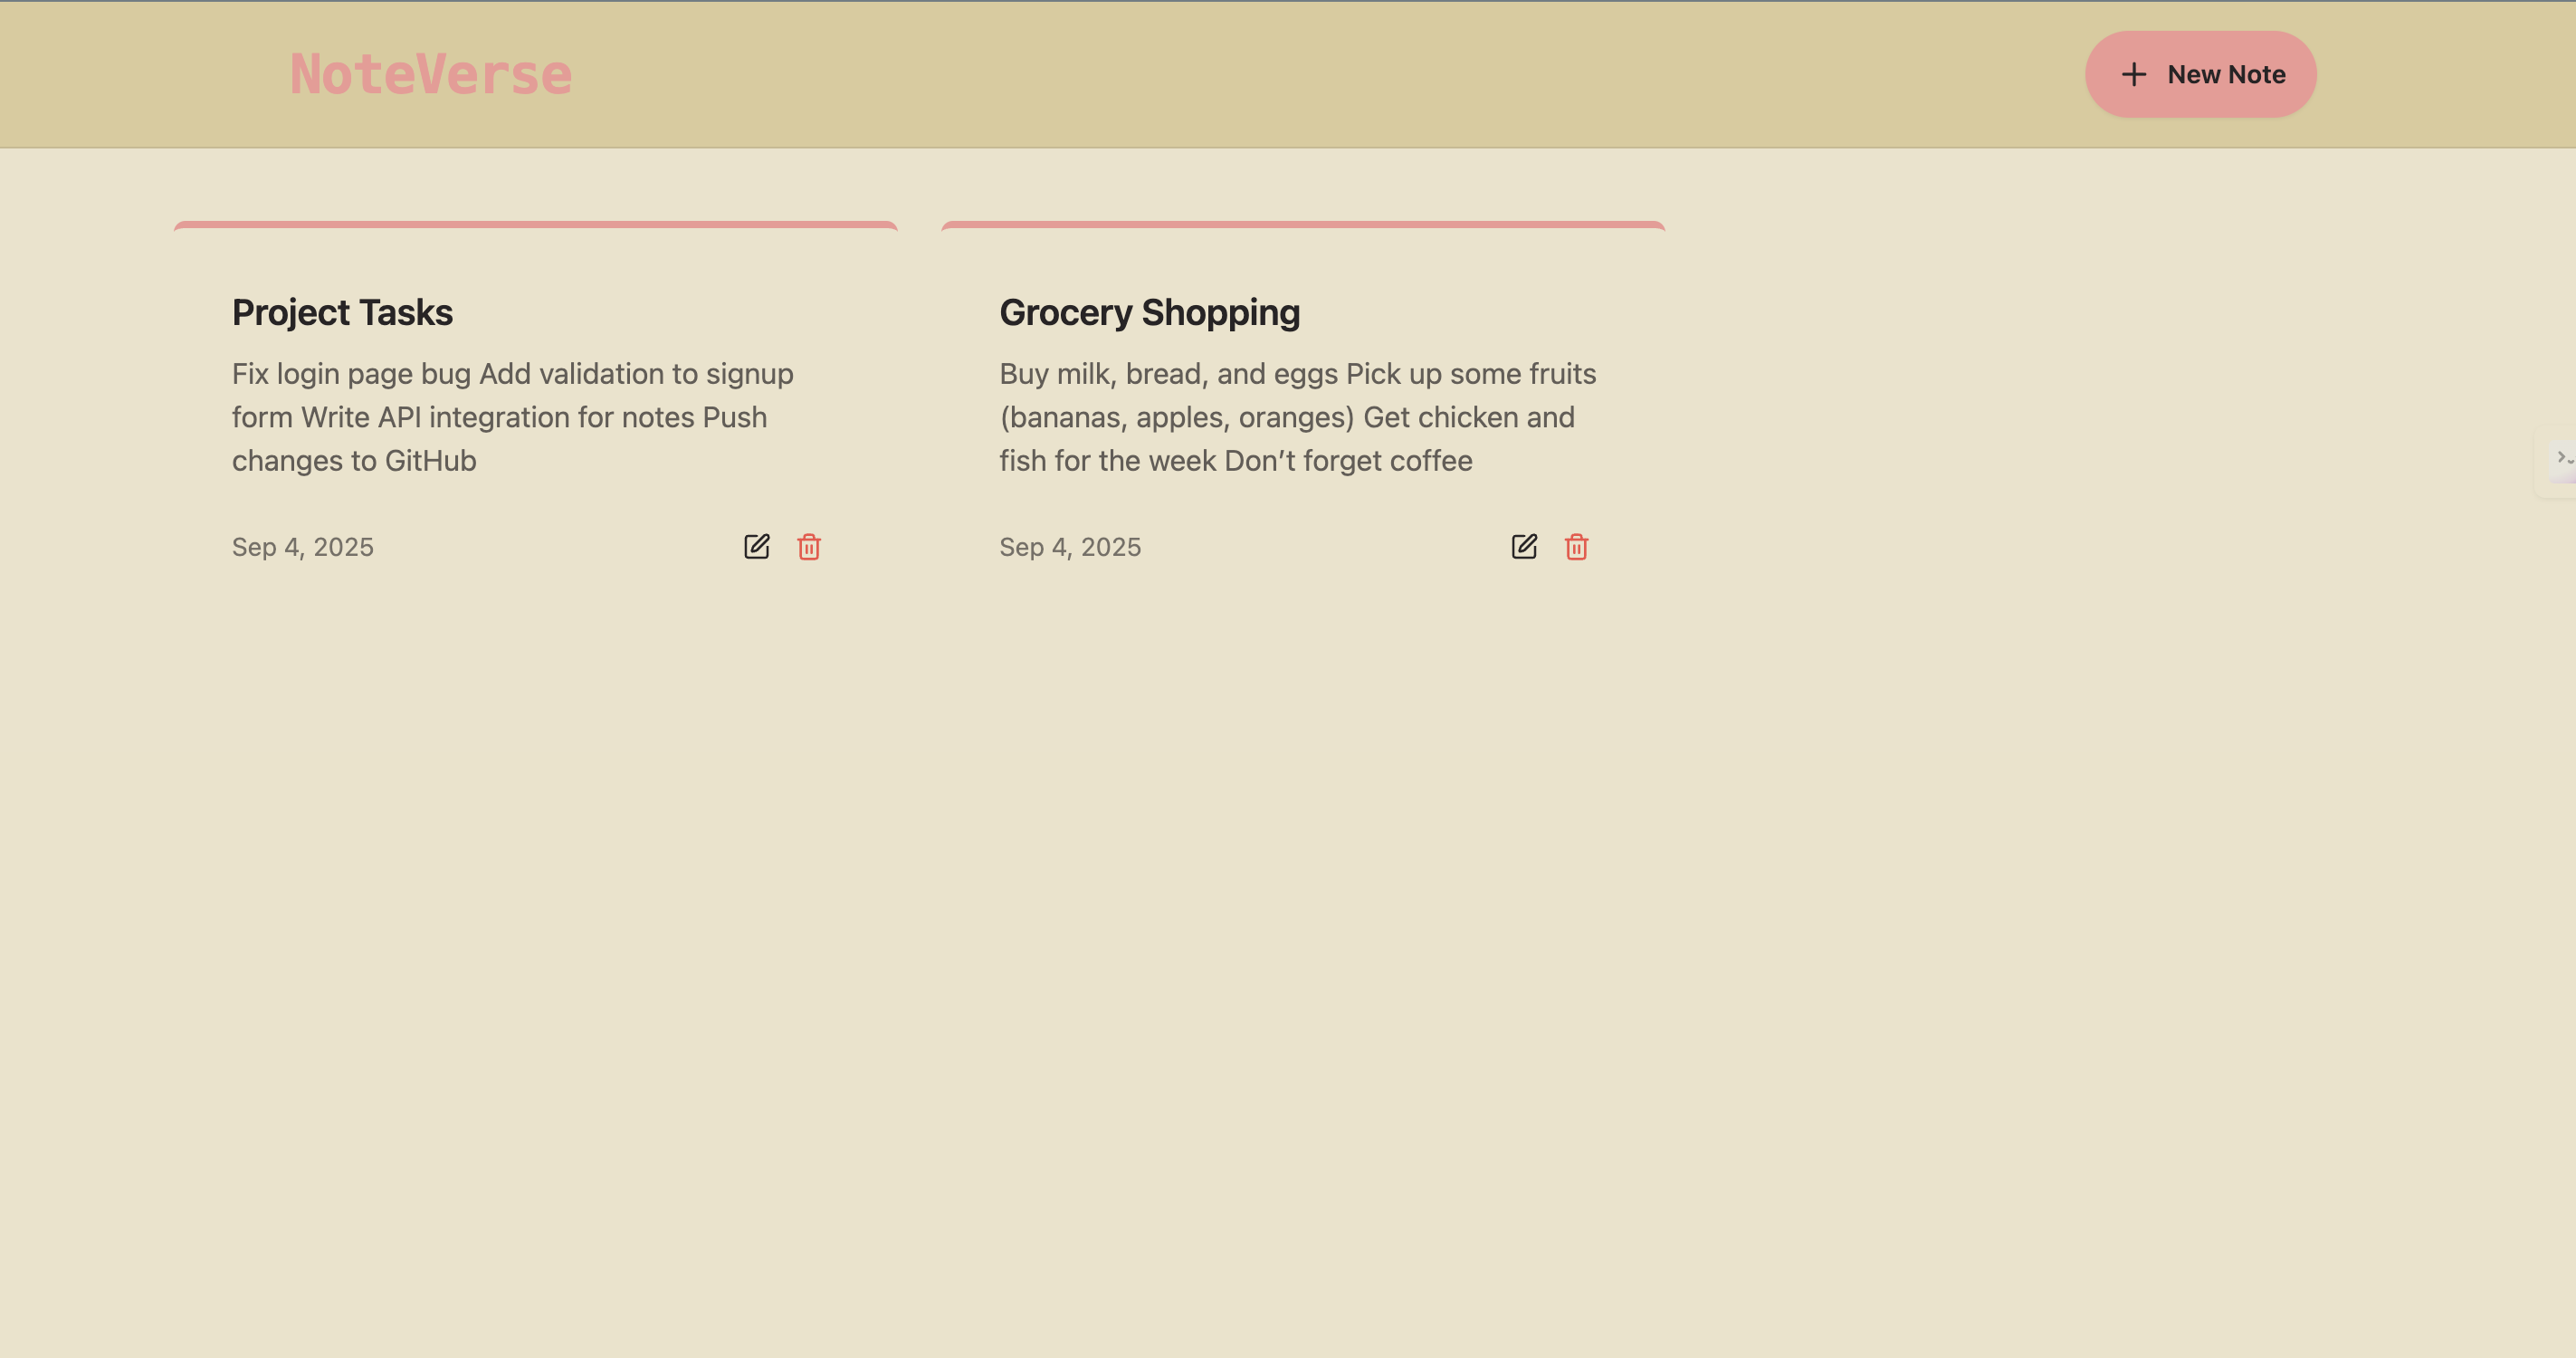 NoteVerse
New Note
Project Tasks
Fix login page bug Add validation to signup
form Write API integration for notes Push
changes to GitHub
Sep 4, 2025
Grocery Shopping
Buy milk, bread, and eggs Pick up some fruits
(bananas, apples, oranges) Get chicken and
fish for the week Don’t forget coffee
Sep 4, 2025